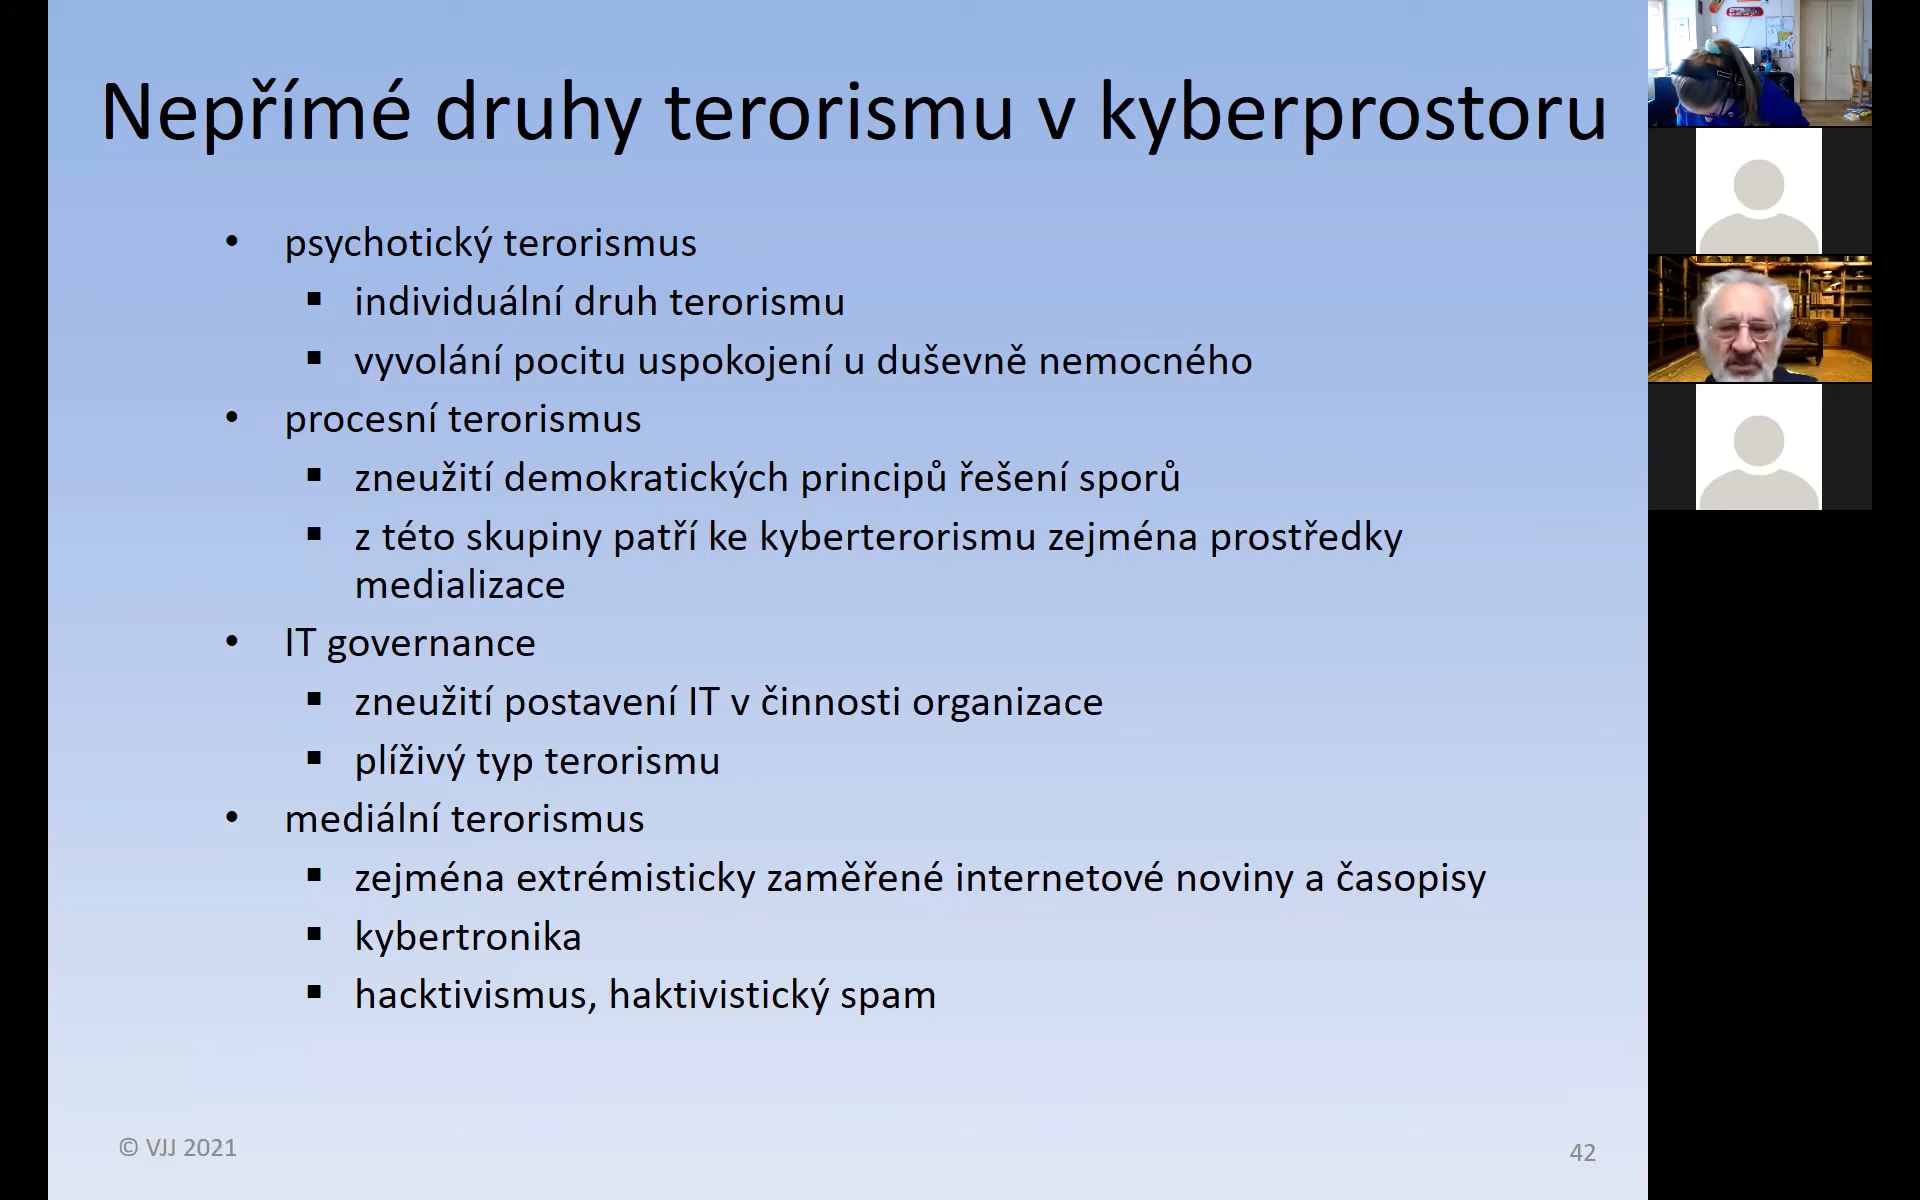 Nepřímé druhy terorismu v kyberprostoru
• psychotický terorismus
▪ individuální druh terorismu
▪ vyvolání pocitu uspokojení u duševně nemocného
• procesní terorismus
▪ zneužití demokratických principů řešení sporů
▪ z této skupiny patří ke kyberterorismu zejména prostředky
medializace
• IT governance
▪ zneužití postavení IT v činnosti organizace
▪ plíživý typ terorismu
• mediální terorismus
▪ zejména extrémisticky zaměřené internetové noviny a časopisy
▪ kybertronika
▪ hacktivismus, haktivistický spam
© VJJ 2021
42